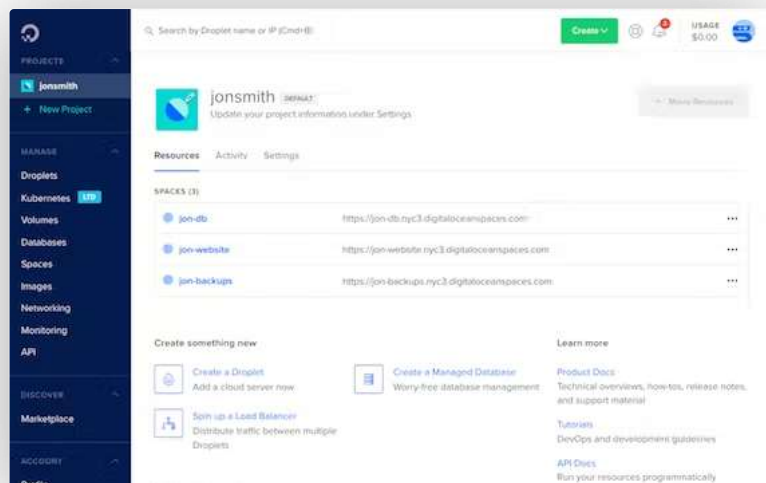 Search by Droplet name or IP (Cmd+B)
Create
USAGE
$0.00
PROJECTS
jonsmith
+ New Project
MANAGE
Droplets
Kubernetes LTD
Volumes
Databases
Spaces
Images
Networking
Monitoring
API
DISCOVER
Marketplace
ACCOUNT
Profile
jonsmith DEFAULT
Update your project information under Settings
Move Resources
Resources Activity Settings
SPACES (3)
jon-db https://jon-db.nyc3.digitaloceanspaces.com
jon-website https://jon-website.nyc3.digitaloceanspaces.com
jon-backups https://jon-backups.nyc3.digitaloceanspaces.com
Create something new
Create a Droplet
Add a cloud server now
Create a Managed Database
Worry-free database management
Spin up a Load Balancer
Distribute traffic between multiple
Droplets
Learn more
Product Docs
Technical overviews, how-tos, release notes,
and support material
Tutorials
DevOps and development guidelines
API Docs
Run your resources programmatically